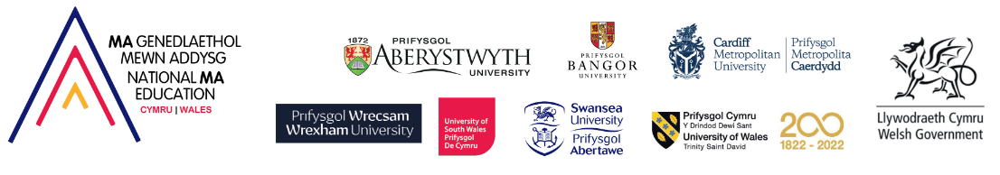 MA GENEDLAETHOL
MEWN ADDYSG
NATIONAL MA
EDUCATION
CYMRU | WALES
1872
PRIFYSGOL
ABERYSTWYTH
UNIVERSITY
PRIFYSGOL
BANGOR
UNIVERSITY
Cardiff
Metropolitan
University
Prifysgol
Metropolita
Caerdydd
Prifysgol Wrecsam
Wrexham University
University of
South Wales
Prifysgol
De Cymru
Swansea
University
Prifysgol
Abertawe
Prifysgol Cymru
Y Drindod Dewi Sant
University of Wales
Trinity Saint David
200
1822 - 2022
Llywodraeth Cymru
Welsh Government